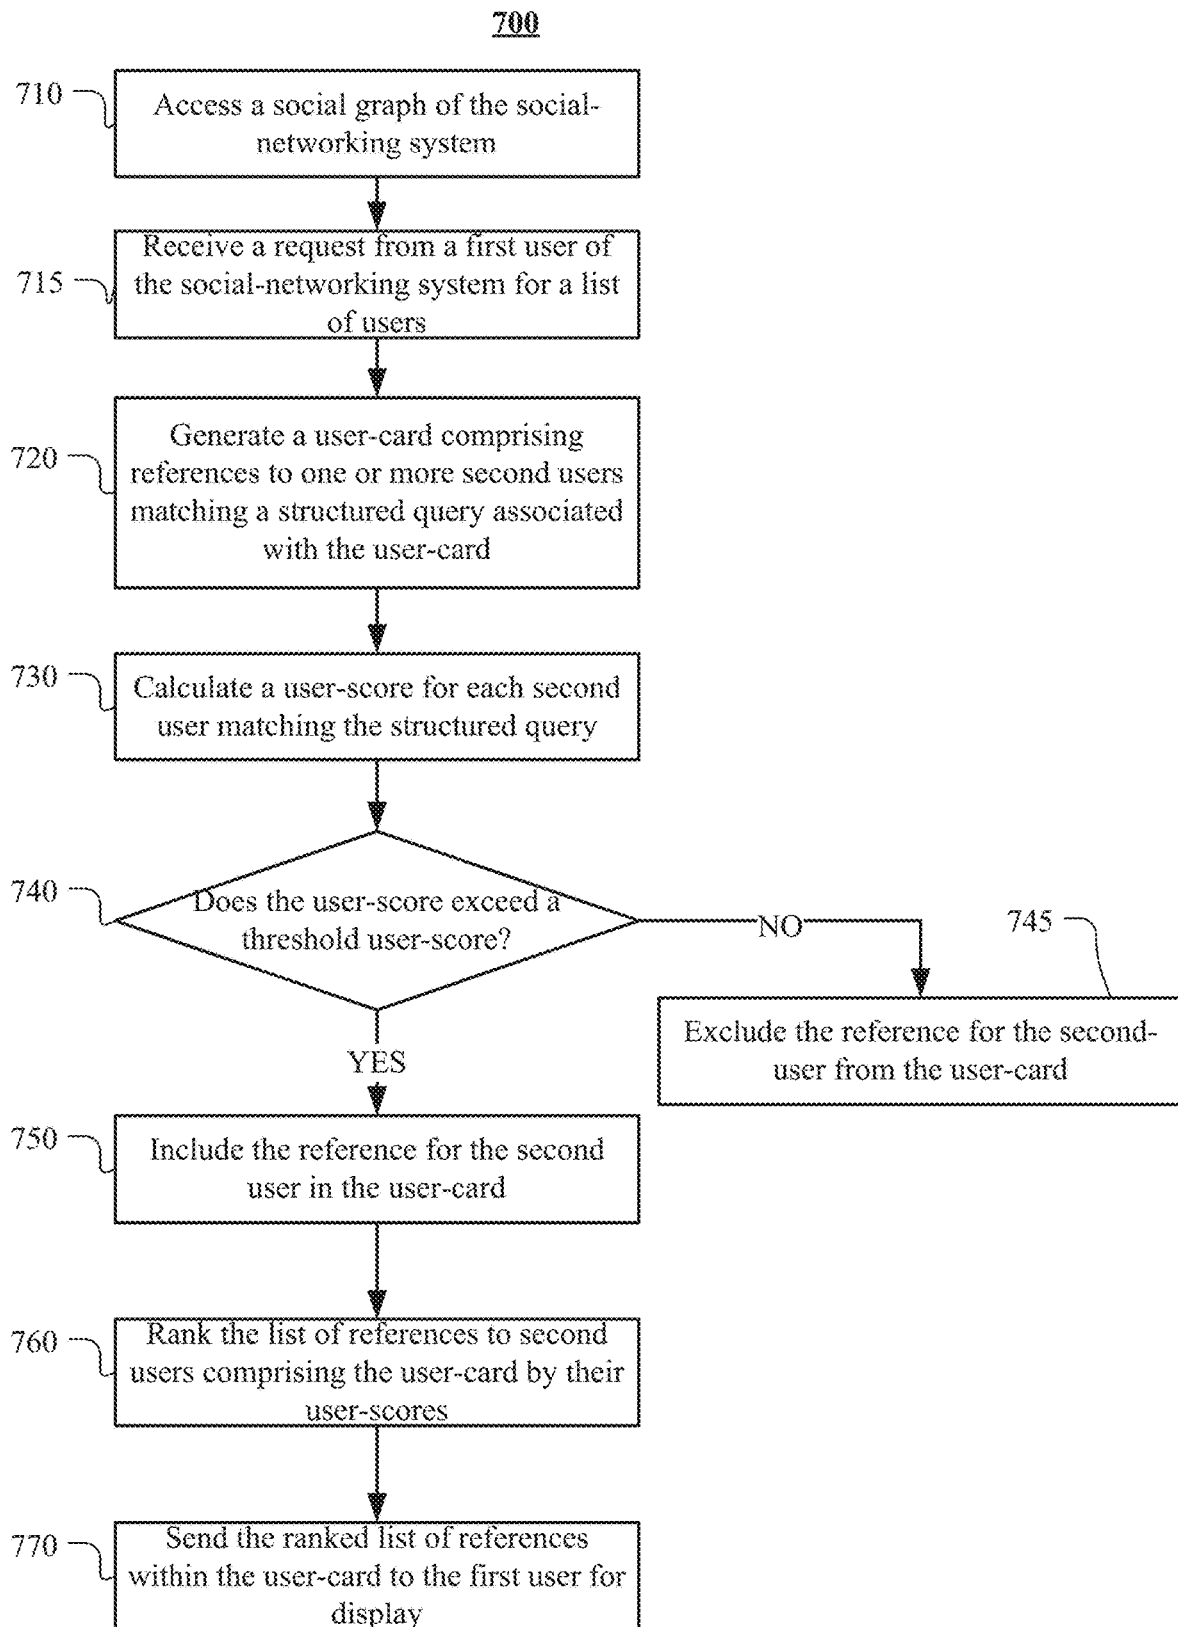 700
710
Access a social graph of the social-
networking system
715
Receive a request from a first user of
the social-networking system for a list
of users
720
Generate a user-card comprising
references to one or more second users
matching a structured query associated
with the user-card
730
Calculate a user-score for each second
user matching the structured query
740
Does the user-score exceed a
threshold user-score?
NO
745
Exclude the reference for the second-
user from the user-card
YES
750
Include the reference for the second
user in the user-card
760
Rank the list of references to second
users comprising the user-card by their
user-scores
770
Send the ranked list of references
within the user-card to the first user for
display